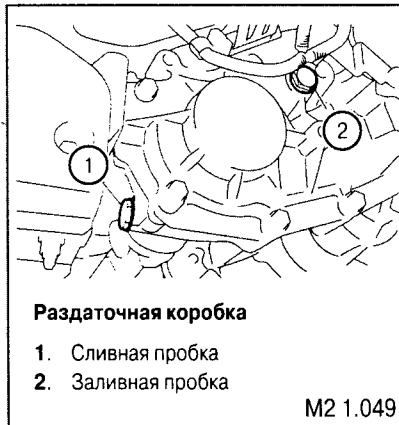 1
2
Раздаточная коробка
1. Сливная пробка
2. Заливная пробка
M2 1.049